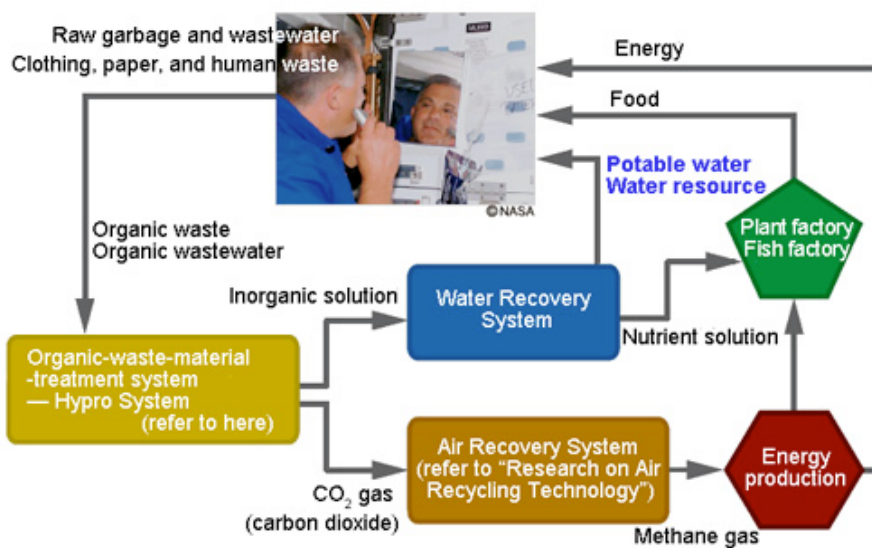 Raw garbage and wastewater
Clothing, paper, and human waste
Energy
Food
Potable water
Water resource
©NASA
Organic waste
Organic wastewater
Plant factory
Fish factory
Inorganic solution
Water Recovery
System
Nutrient solution
Organic-waste-material
-treatment system
— Hypro System
(refer to here)
Air Recovery System
(refer to “Research on Air
Recycling Technology”)
Energy
production
CO₂ gas
(carbon dioxide)
Methane gas